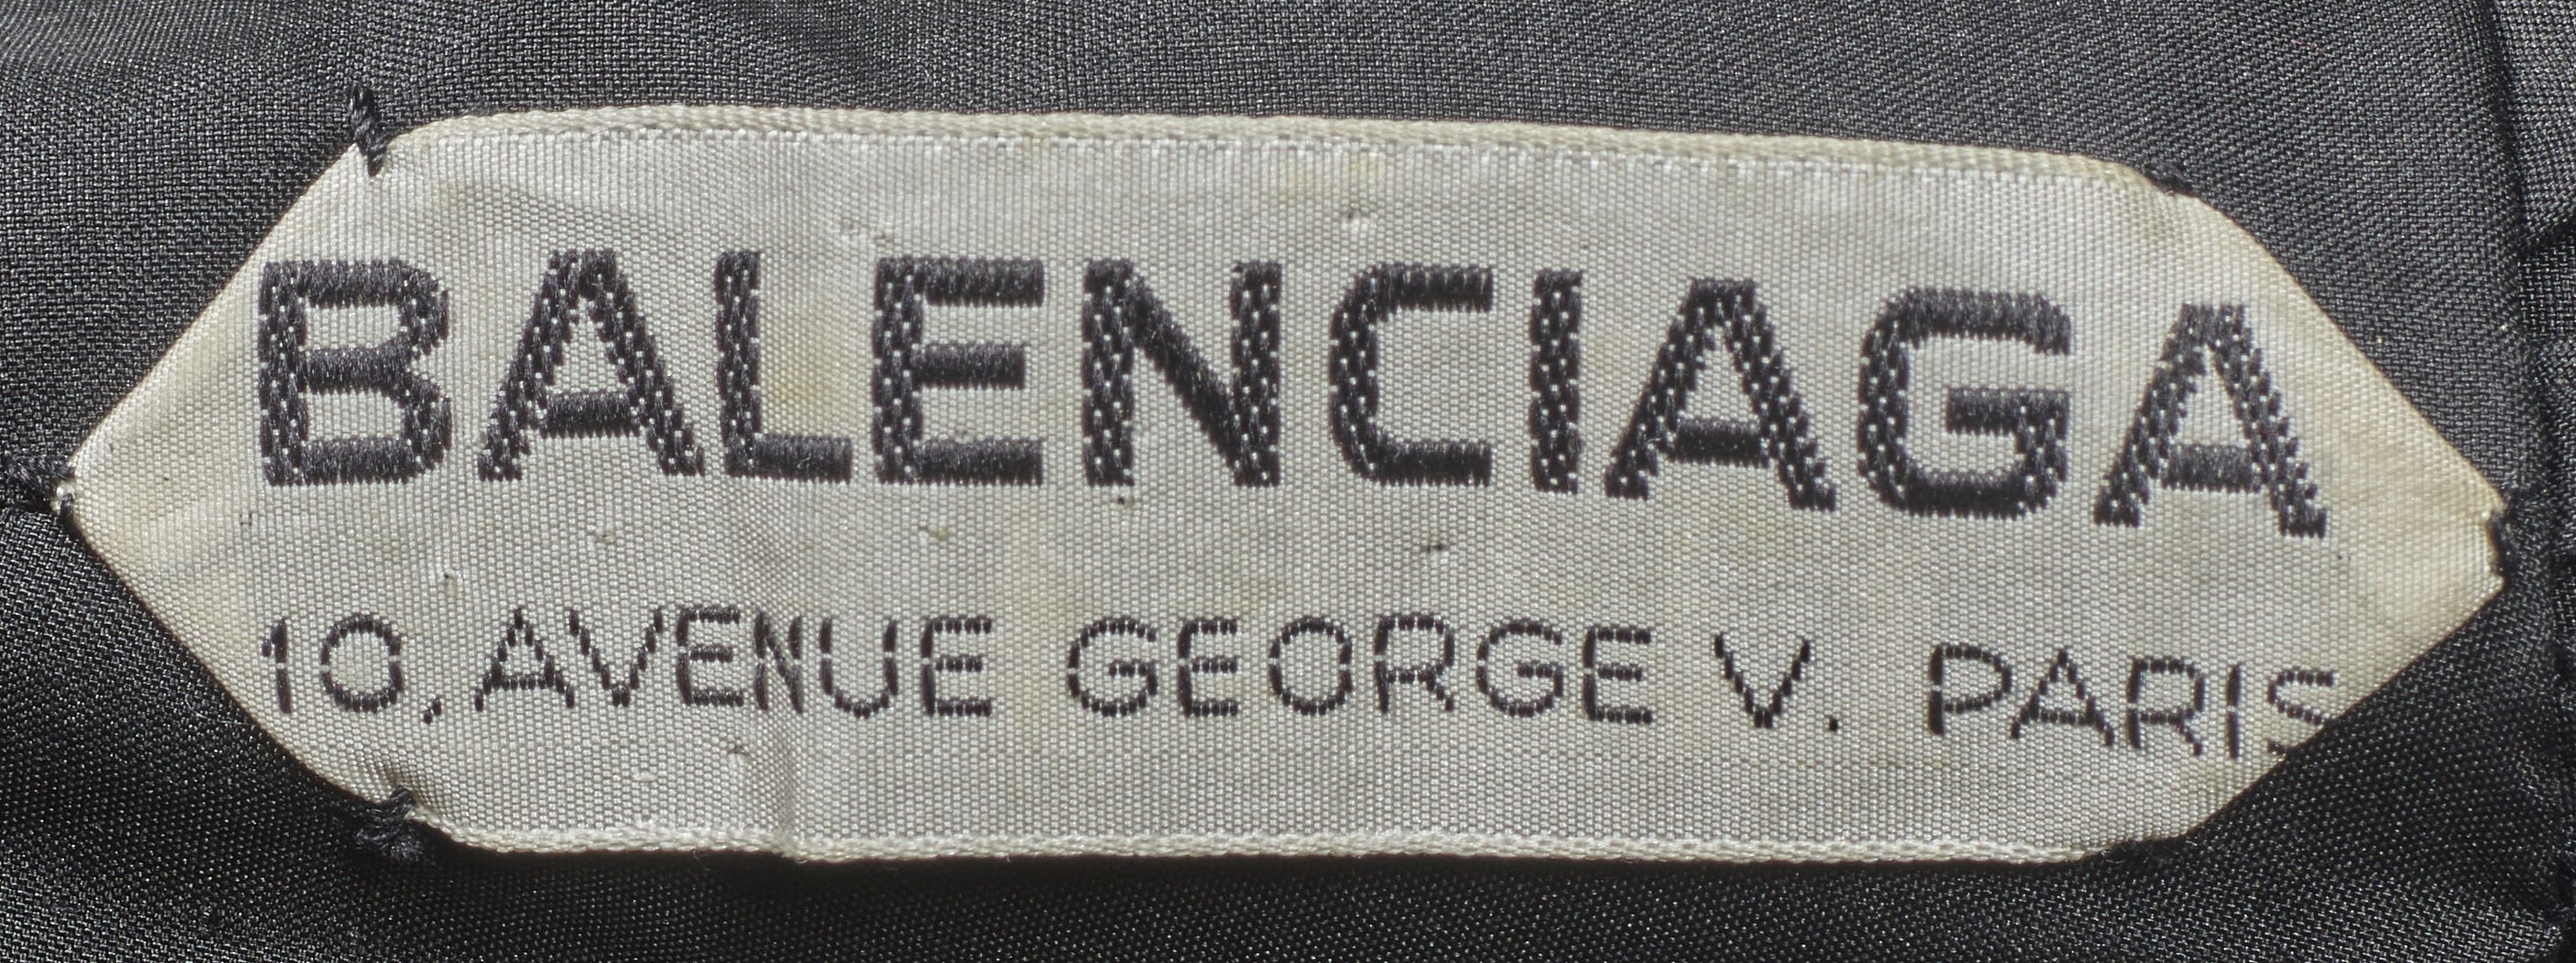 BALENCIAGA
10, AVENUE GEORGE V. PARIS